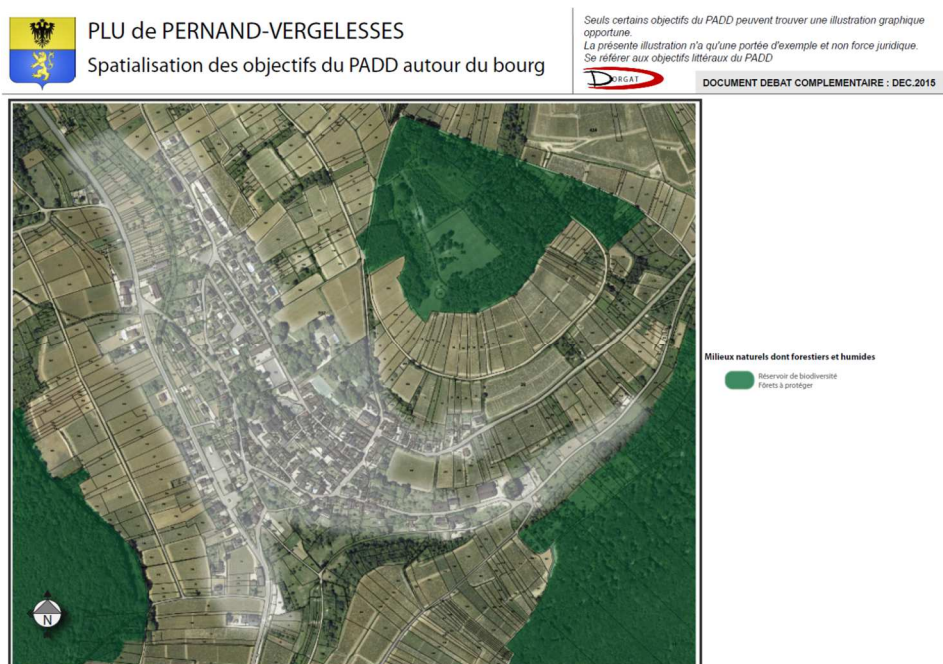 PLU de PERNAND-VERGELESSES
Spatialisation des objectifs du PADD autour du bourg
Seuls certains objectifs du PADD peuvent trouver une illustration graphique
opportune.
La présente illustration n'a qu'une portée d'exemple et non force juridique.
Se référer aux objectifs littéraux du PADD
DORGAT
DOCUMENT DEBAT COMPLEMENTAIRE : DEC.2015
Milieux naturels dont forestiers et humides
Réservoir de biodiversité
Fôrets à protéger
N